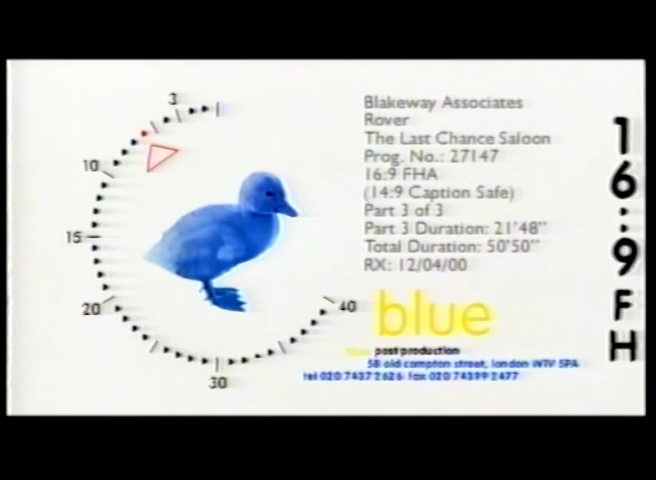 3
10
15
20
30
40
Blakeway Associates
Rover
The Last Chance Saloon
Prog. No.: 27147
16:9 FHA
(14:9 Caption Safe)
Part 3 of 3
Part 3 Duration: 21'48"
Total Duration: 50'50"
RX: 12/04/00
blue
post production
58 old compton street, london W1V 5PA
tel 020 7437 2626 fax 020 7439 2477
16:9 FH